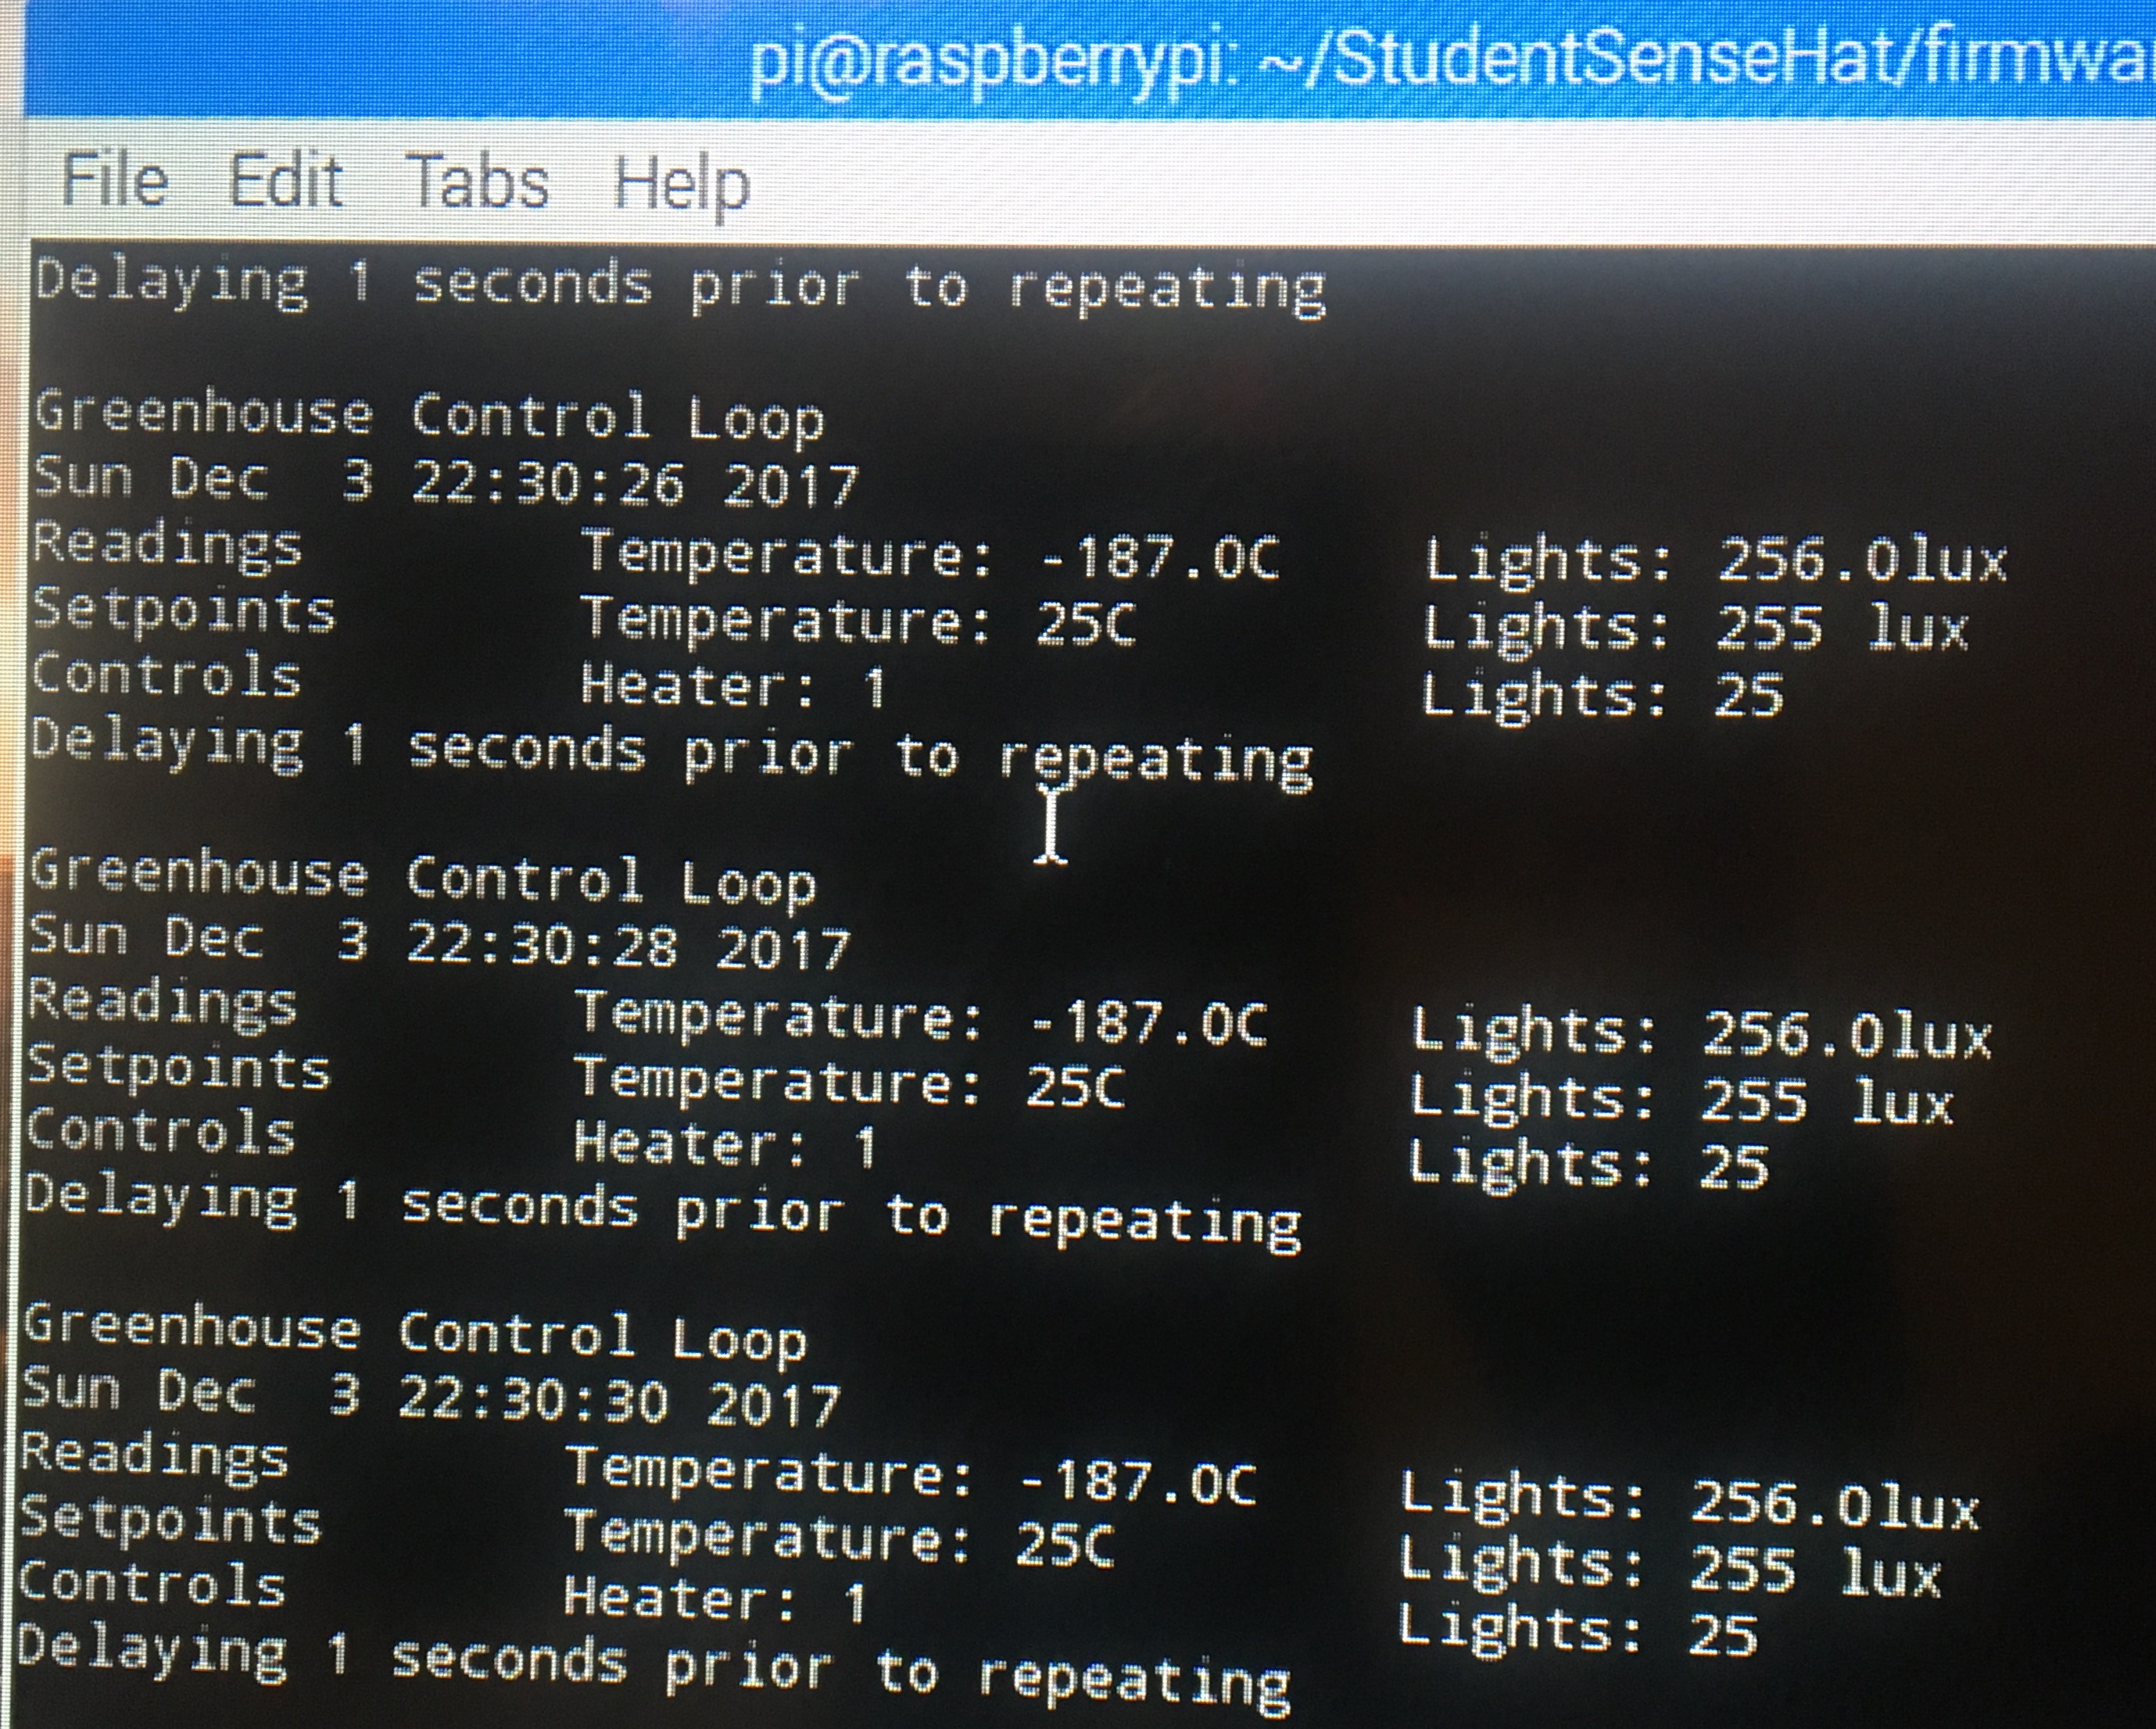 pi@raspberrypi: ~/StudentSenseHat/firmwa
File Edit Tabs Help
Delaying 1 seconds prior to repeating
Greenhouse Control Loop
Sun Dec  3 22:30:26 2017
Readings Temperature: -187.0C Lights: 256.0lux
Setpoints Temperature: 25C Lights: 255 lux
Controls Heater: 1 Lights: 25
Delaying 1 seconds prior to repeating
Greenhouse Control Loop
Sun Dec  3 22:30:28 2017
Readings Temperature: -187.0C Lights: 256.0lux
Setpoints Temperature: 25C Lights: 255 lux
Controls Heater: 1 Lights: 25
Delaying 1 seconds prior to repeating
Greenhouse Control Loop
Sun Dec  3 22:30:30 2017
Readings Temperature: -187.0C Lights: 256.0lux
Setpoints Temperature: 25C Lights: 255 lux
Controls Heater: 1 Lights: 25
Delaying 1 seconds prior to repeating